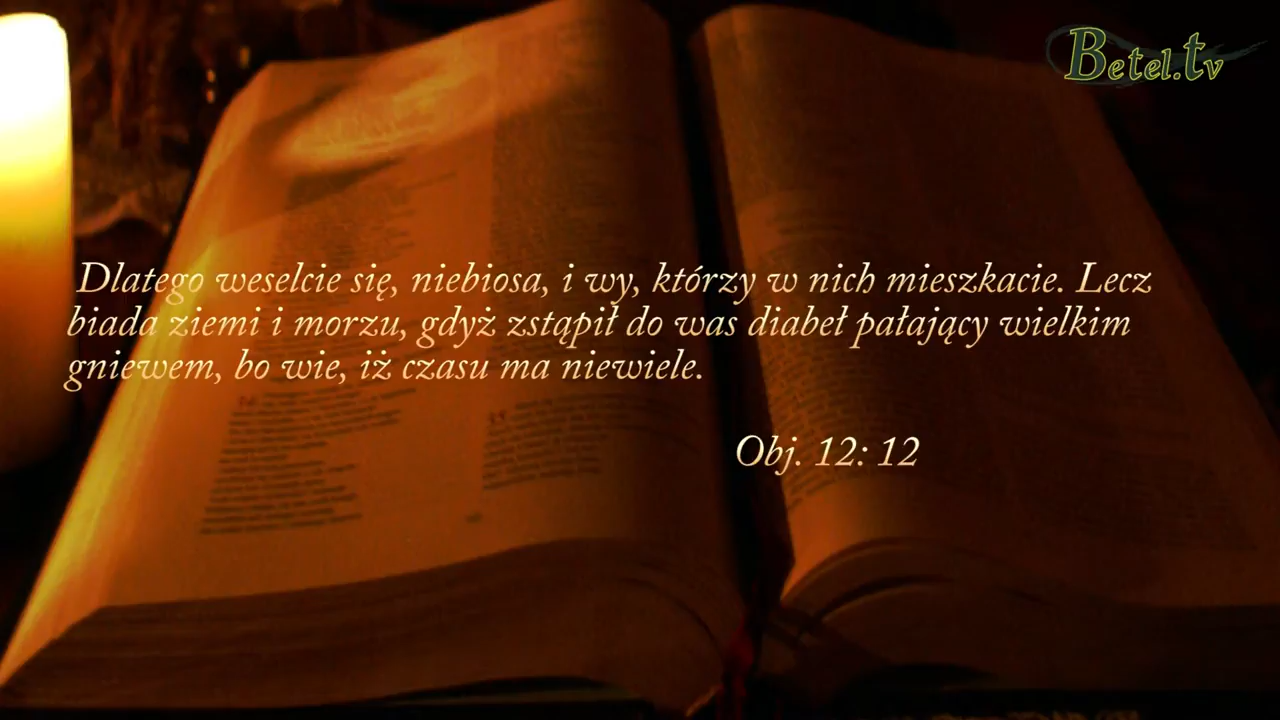 Betel.tv
Dlatego weselcie się, niebiosa, i wy, którzy w nich mieszkacie. Lecz
biada ziemi i morzu, gdyż zstąpił do was diabeł pałający wielkim
gniewem, bo wie, iż czasu ma niewiele.
Obj. 12: 12